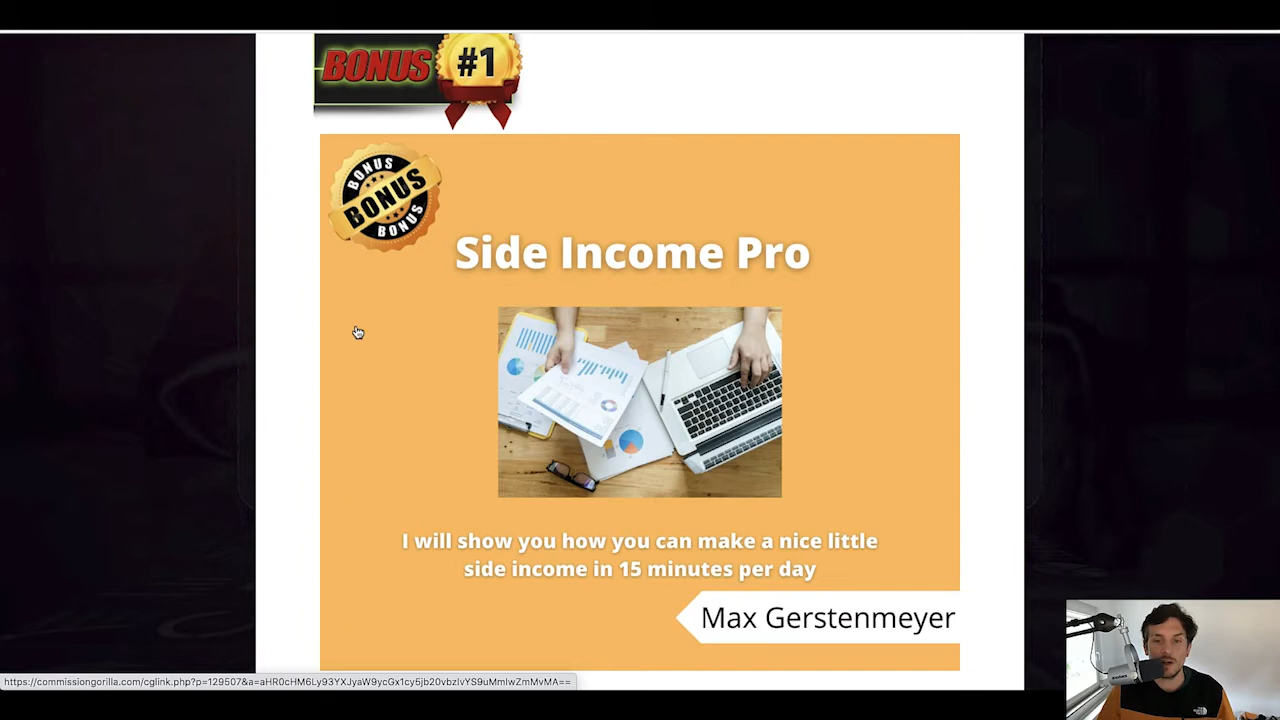 BONUS #1
BONUS
BONUS
BONUS
Side Income Pro
I will show you how you can make a nice little
side income in 15 minutes per day
Max Gerstenmeyer